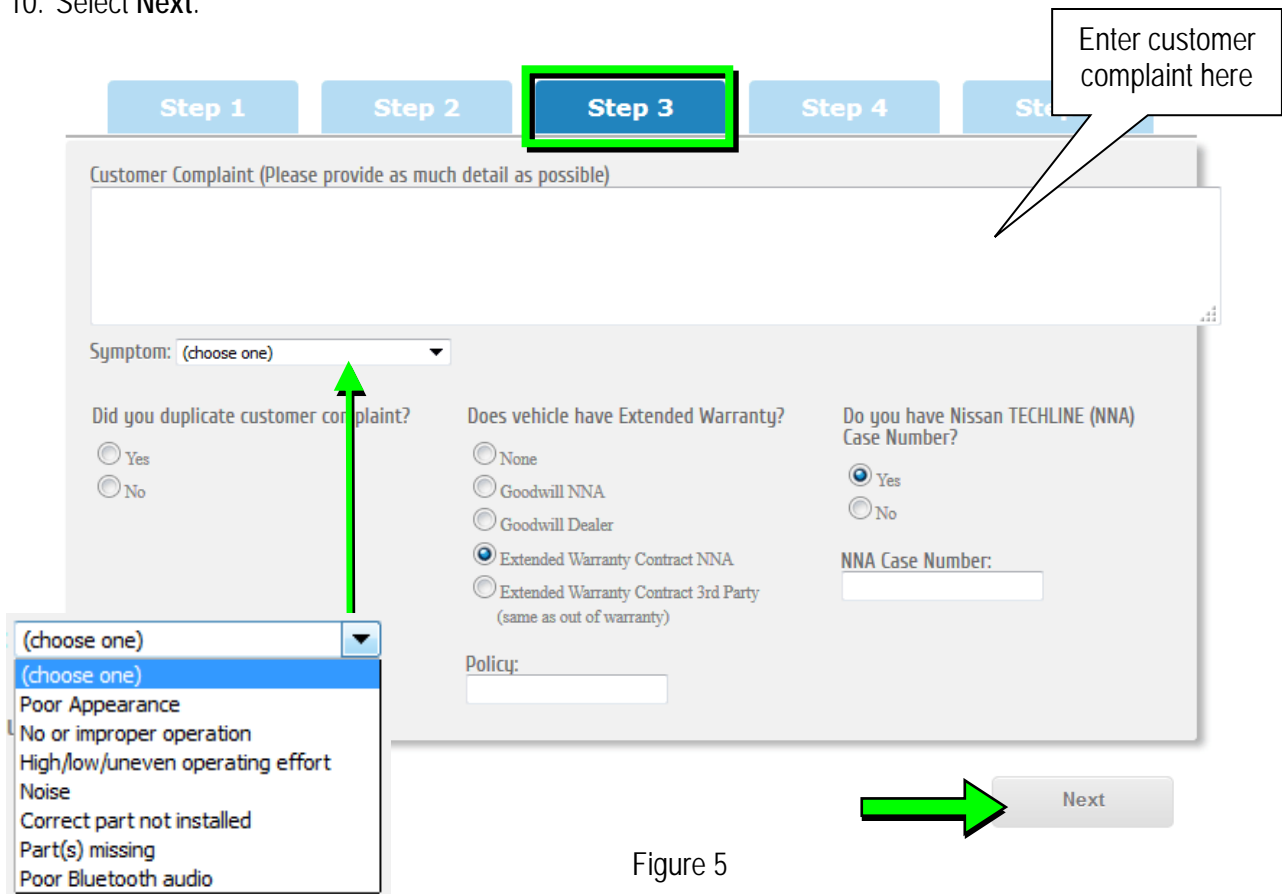 10. Select Next.
Enter customer
complaint here
Step 1 Step 2 Step 3 Step 4
Customer Complaint (Please provide as much detail as possible)
Symptom: (choose one)
Did you duplicate customer complaint?
Yes
No
Does vehicle have Extended Warranty?
None
Goodwill NNA
Goodwill Dealer
Extended Warranty Contract NNA
Extended Warranty Contract 3rd Party
(same as out of warranty)
Policy:
Do you have Nissan TECHLINE (NNA)
Case Number?
Yes
No
NNA Case Number:
(choose one)
(choose one)
Poor Appearance
No or improper operation
High/low/uneven operating effort
Noise
Correct part not installed
Part(s) missing
Poor Bluetooth audio
Next
Figure 5